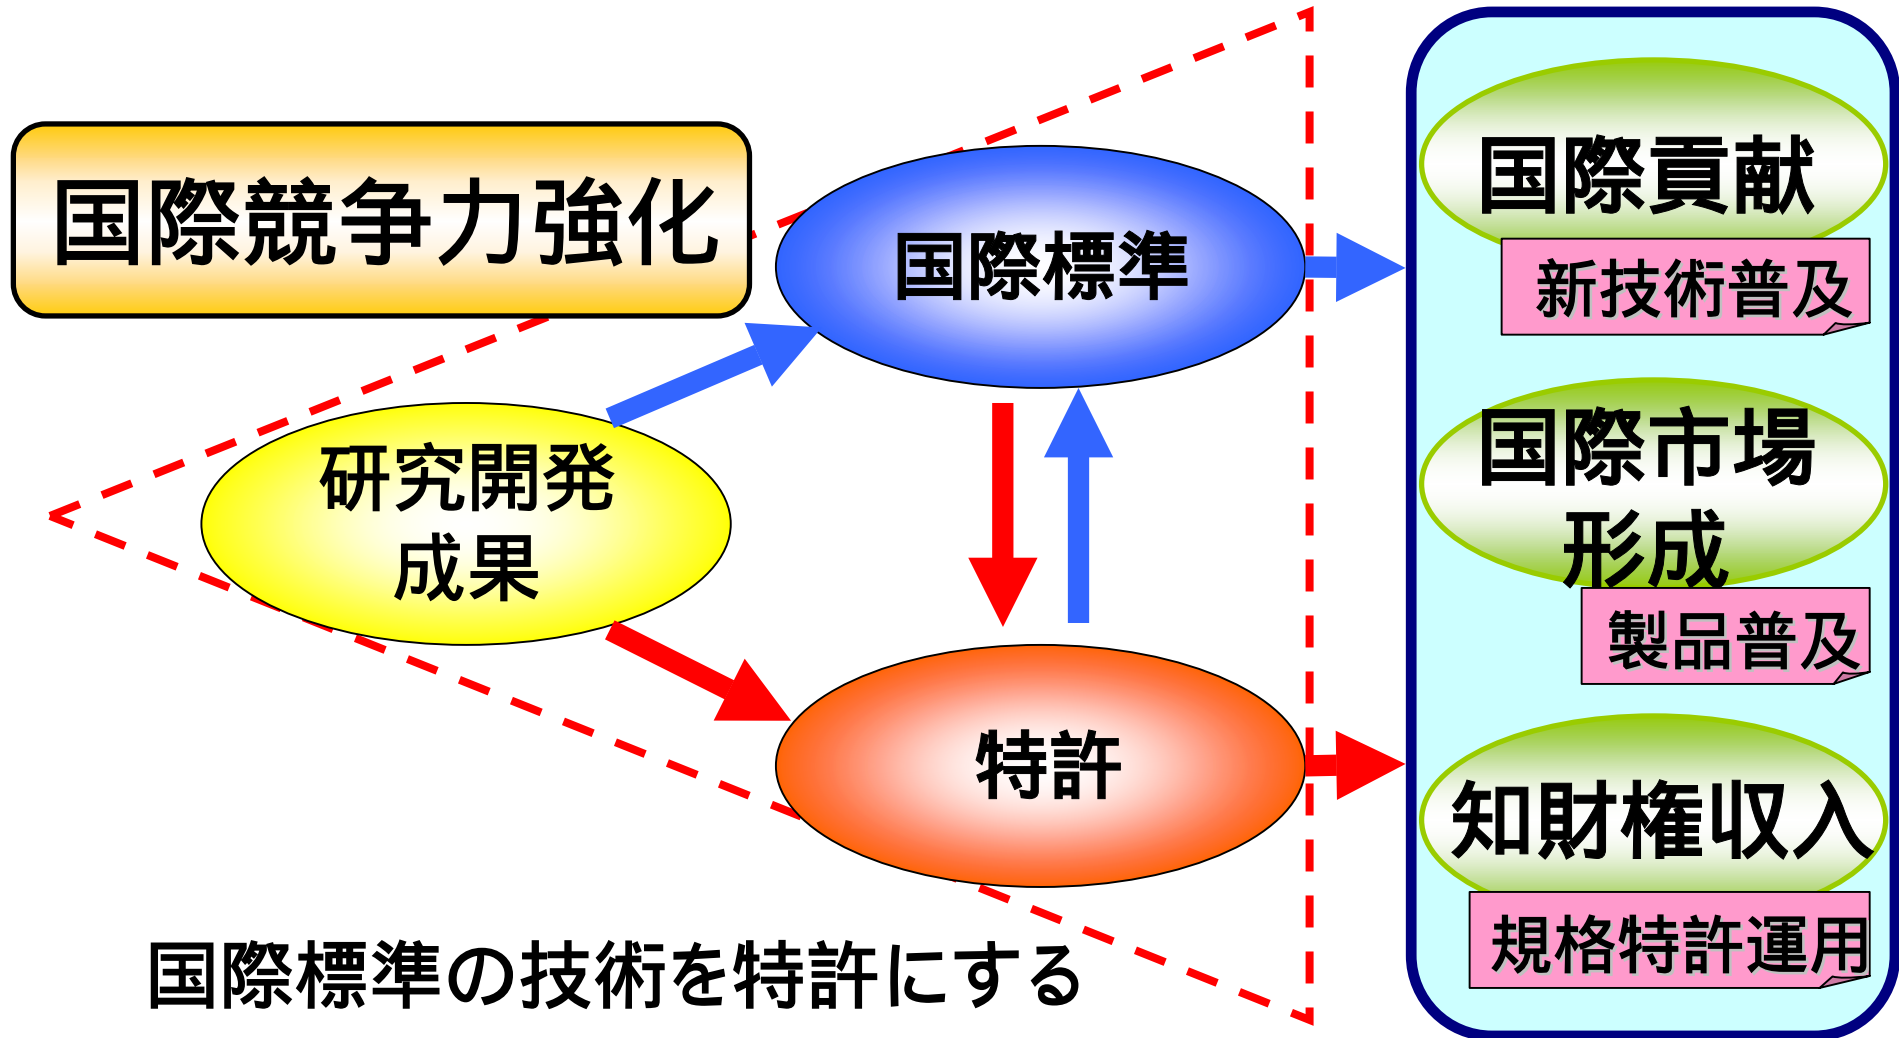 国際競争力強化
研究開発
成果
国際標準
特許
国際標準の技術を特許にする
国際貢献
新技術普及
国際市場
形成
製品普及
知財権収入
規格特許運用